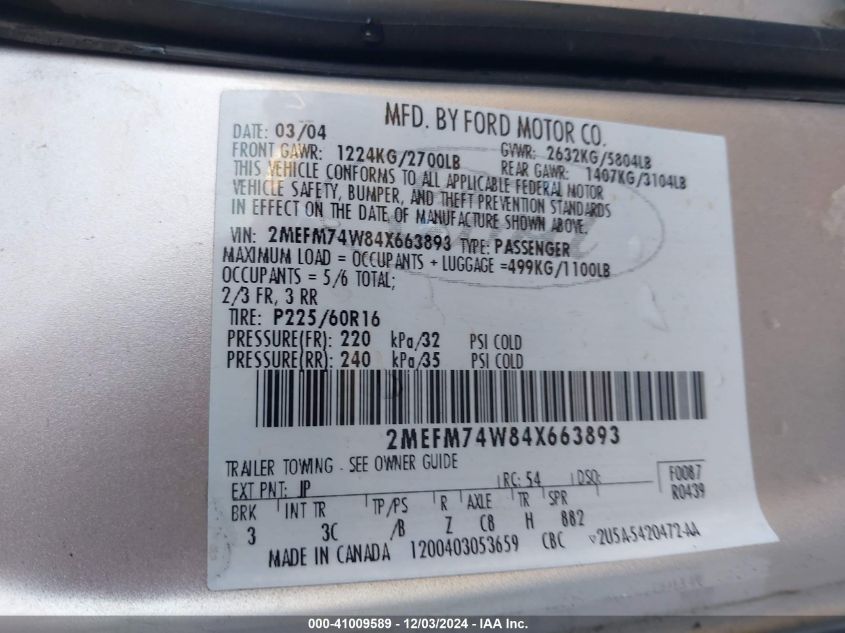 MFD. BY FORD MOTOR CO.
DATE: 03/04 GVWR: 2632KG/5804LB
FRONT GAWR: 1224KG/2700LB REAR GAWR: 1407KG/3104LB
THIS VEHICLE CONFORMS TO ALL APPLICABLE FEDERAL MOTOR
VEHICLE SAFETY, BUMPER, AND THEFT PREVENTION STANDARDS
IN EFFECT ON THE DATE OF MANUFACTURE SHOWN ABOVE.
VIN: 2MEFM74W84X663893 TYPE: PASSENGER
MAXIMUM LOAD = OCCUPANTS + LUGGAGE =499KG/1100LB
OCCUPANTS = 5/6 TOTAL;
2/3 FR, 3 RR
TIRE: P225/60R16
PRESSURE(FR): 220 kPa/32 PSI COLD
PRESSURE(RR): 240 kPa/35 PSI COLD
2MEFM74W84X663893
TRAILER TOWING - SEE OWNER GUIDE
EXT PNT: JP RC: 54 DSO: F0087
R0439
BRK INT TR TP/PS R AXLE TR SPR
3 3C /B Z C8 H 882
MADE IN CANADA 1200403053659 CBC 2U5A-5420472-AA
000-41009589 - 12/03/2024 - IAA Inc.